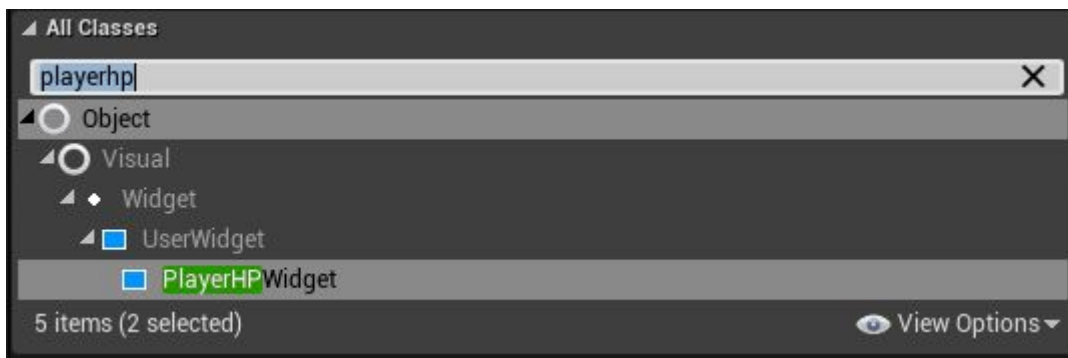 All Classes
playerhp
Object
Visual
Widget
UserWidget
PlayerHPWidget
5 items (2 selected)
View Options